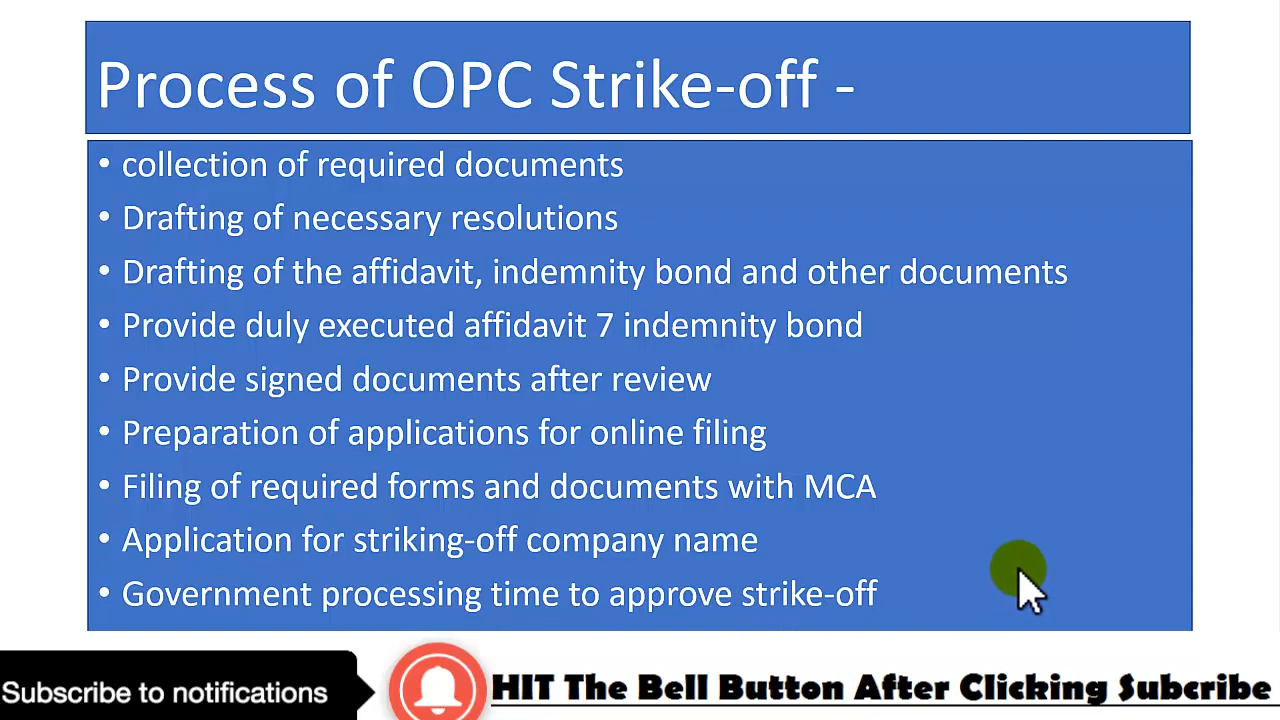 Process of OPC Strike-off -
• collection of required documents
• Drafting of necessary resolutions
• Drafting of the affidavit, indemnity bond and other documents
• Provide duly executed affidavit 7 indemnity bond
• Provide signed documents after review
• Preparation of applications for online filing
• Filing of required forms and documents with MCA
• Application for striking-off company name
• Government processing time to approve strike-off
Subscribe to notifications
HIT The Bell Button After Clicking Subcribe